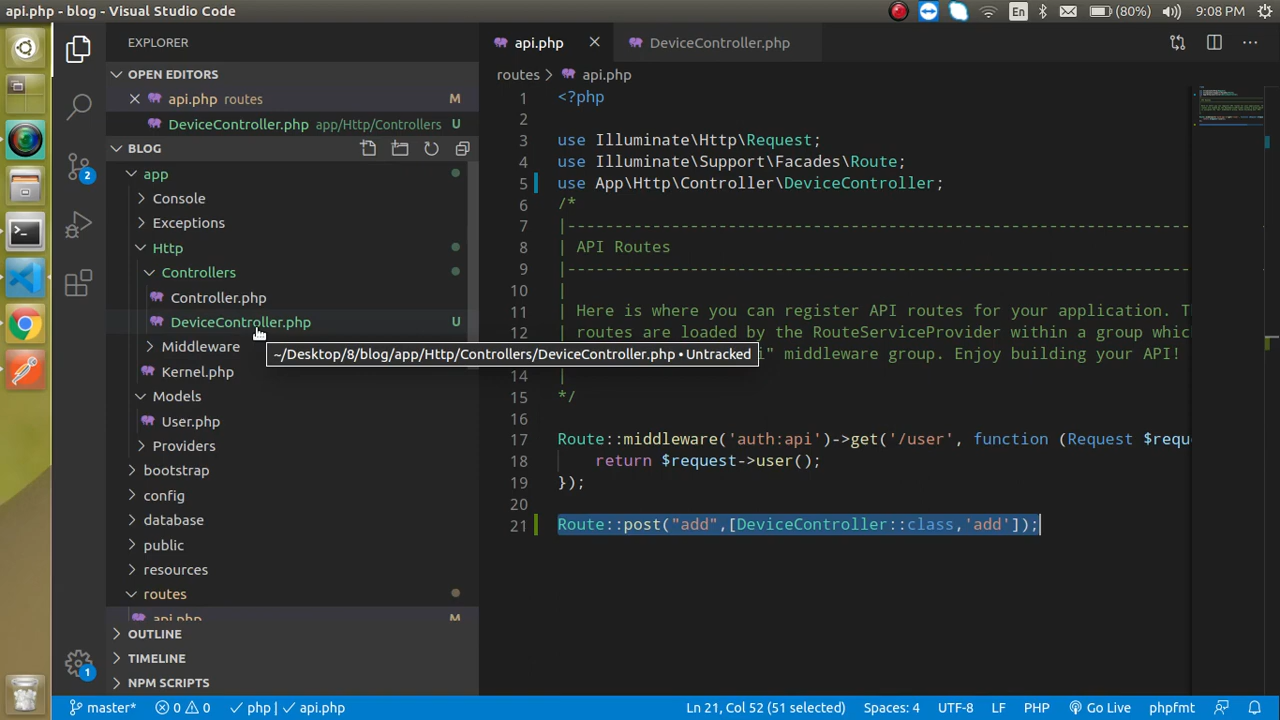 api.php - blog - Visual Studio Code
En
(80%)
9:08 PM
EXPLORER
OPEN EDITORS
api.php routes M
DeviceController.php app/Http/Controllers U
BLOG
app
Console
Exceptions
Http
Controllers
Controller.php
DeviceController.php U
~/Desktop/8/blog/app/Http/Controllers/DeviceController.php • Untracked
Middleware
Kernel.php
Models
User.php
Providers
bootstrap
config
database
public
resources
routes
api.php M
OUTLINE
TIMELINE
NPM SCRIPTS
2
1
api.php
DeviceController.php
routes > api.php
1 <?php
2
3 use Illuminate\Http\Request;
4 use Illuminate\Support\Facades\Route;
5 use App\Http\Controller\DeviceController;
6 /*
7 |--------------------------------------------------------------------------
8 | API Routes
9 |--------------------------------------------------------------------------
10 |
11 | Here is where you can register API routes for your application. T
12 | routes are loaded by the RouteServiceProvider within a group which
" middleware group. Enjoy building your API!
14 |
15 */
16
17 Route::middleware('auth:api')->get('/user', function (Request $requ
18 return $request->user();
19 });
20
21 Route::post("add",[DeviceController::class,'add']);
master*
0 0
php | api.php
Ln 21, Col 52 (51 selected)
Spaces: 4
UTF-8
LF
PHP
Go Live
phpfmt